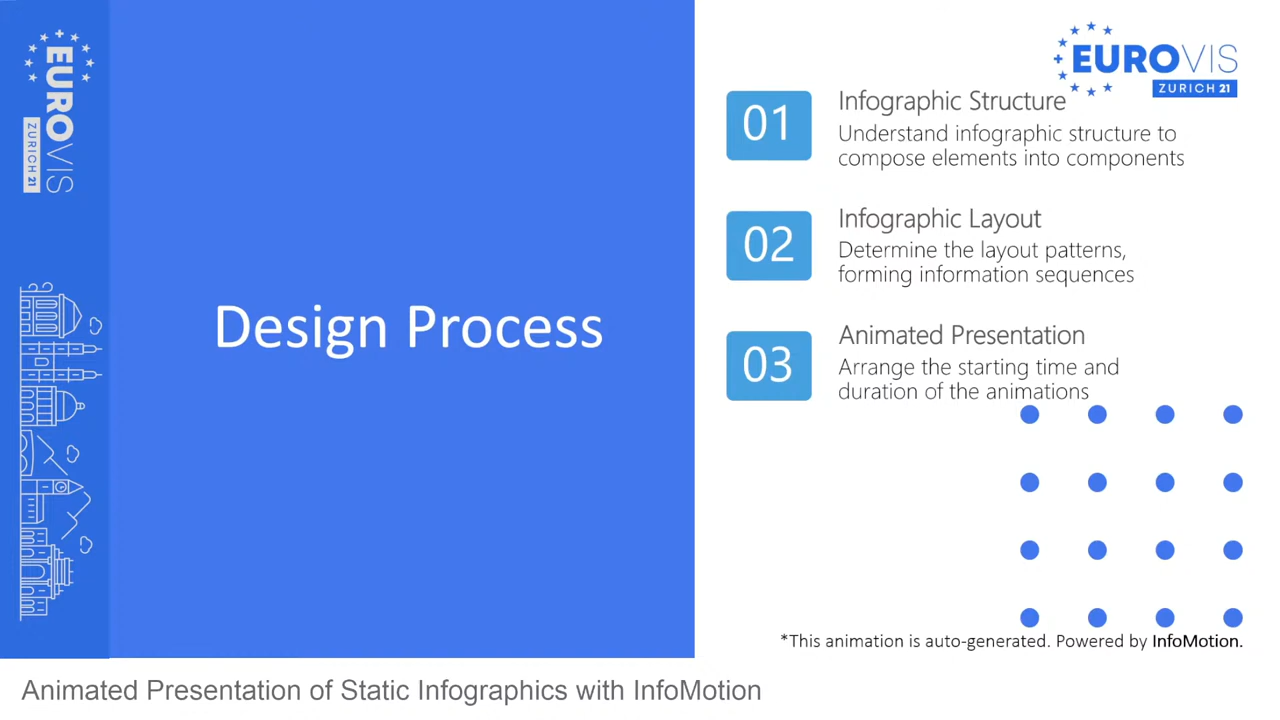 EUROVIS
ZURICH 21
EUROVIS
ZURICH 21
Design Process
01
Infographic Structure
Understand infographic structure to
compose elements into components
02
Infographic Layout
Determine the layout patterns,
forming information sequences
03
Animated Presentation
Arrange the starting time and
duration of the animations
*This animation is auto-generated. Powered by InfoMotion.
Animated Presentation of Static Infographics with InfoMotion